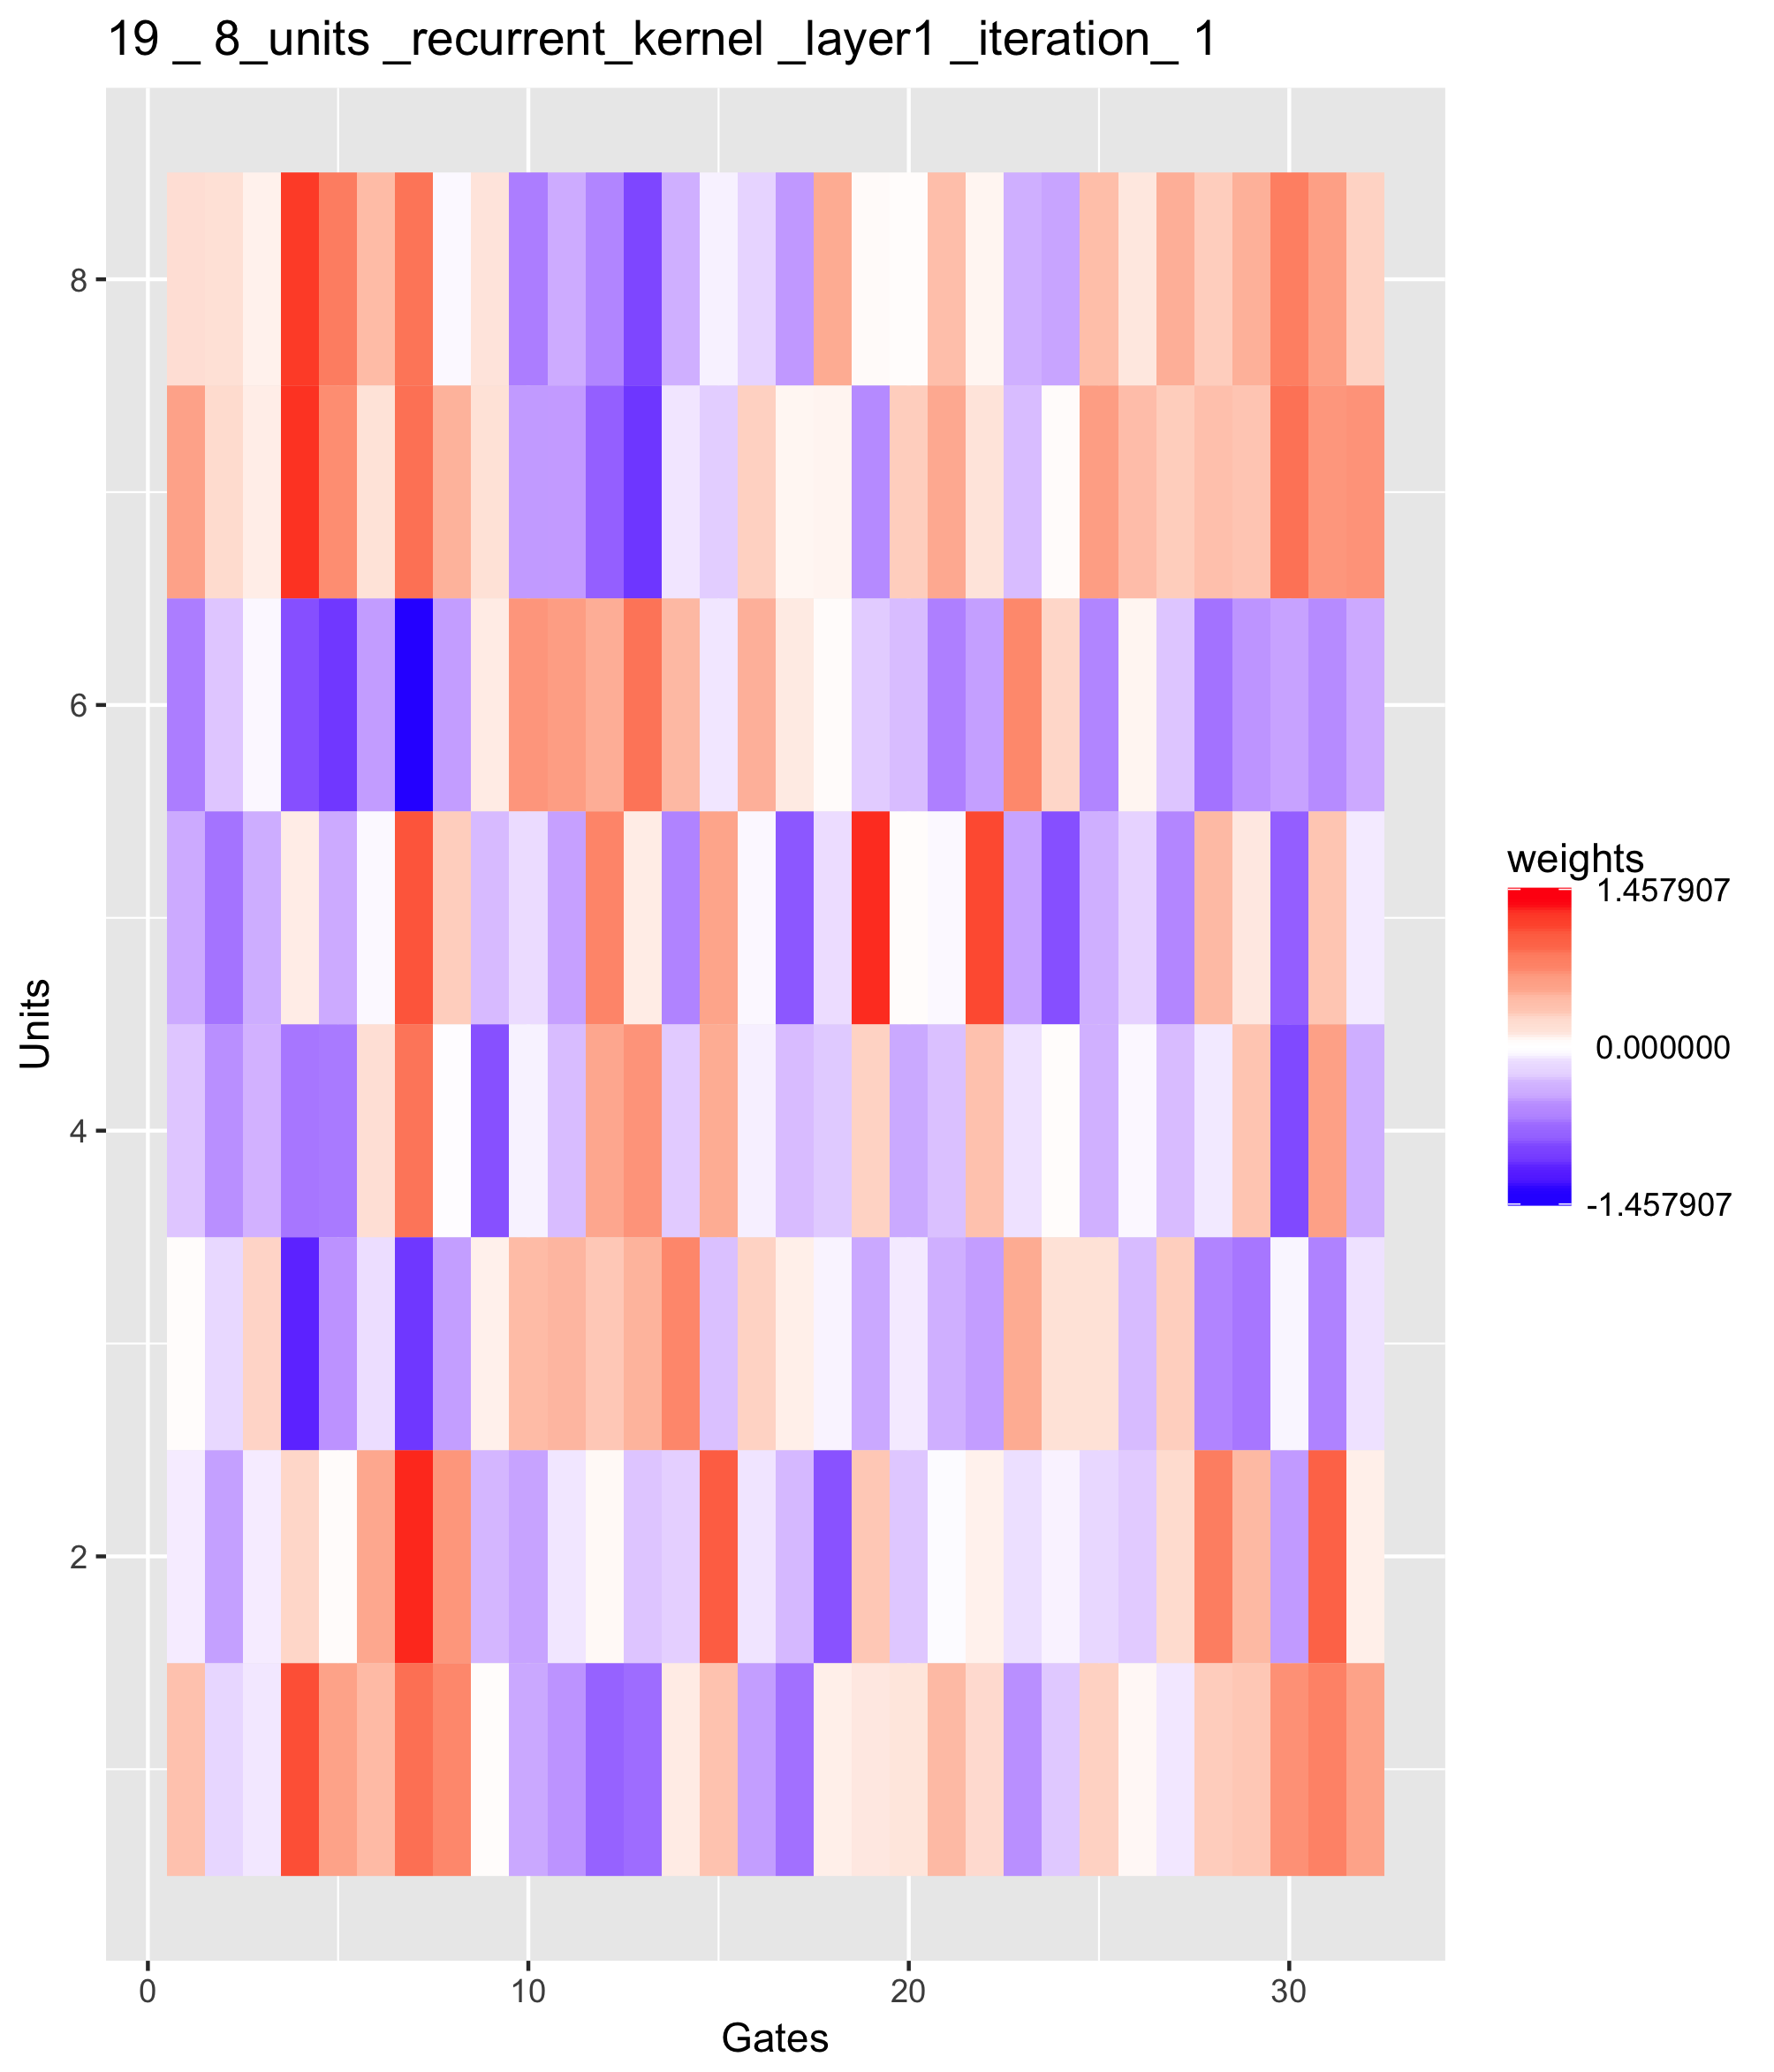 19 _ 8_units _recurrent_kernel _layer1 _iteration_ 1
8
6
4
2
Units
0 10 20 30
Gates
weights
1.457907
0.000000
-1.457907